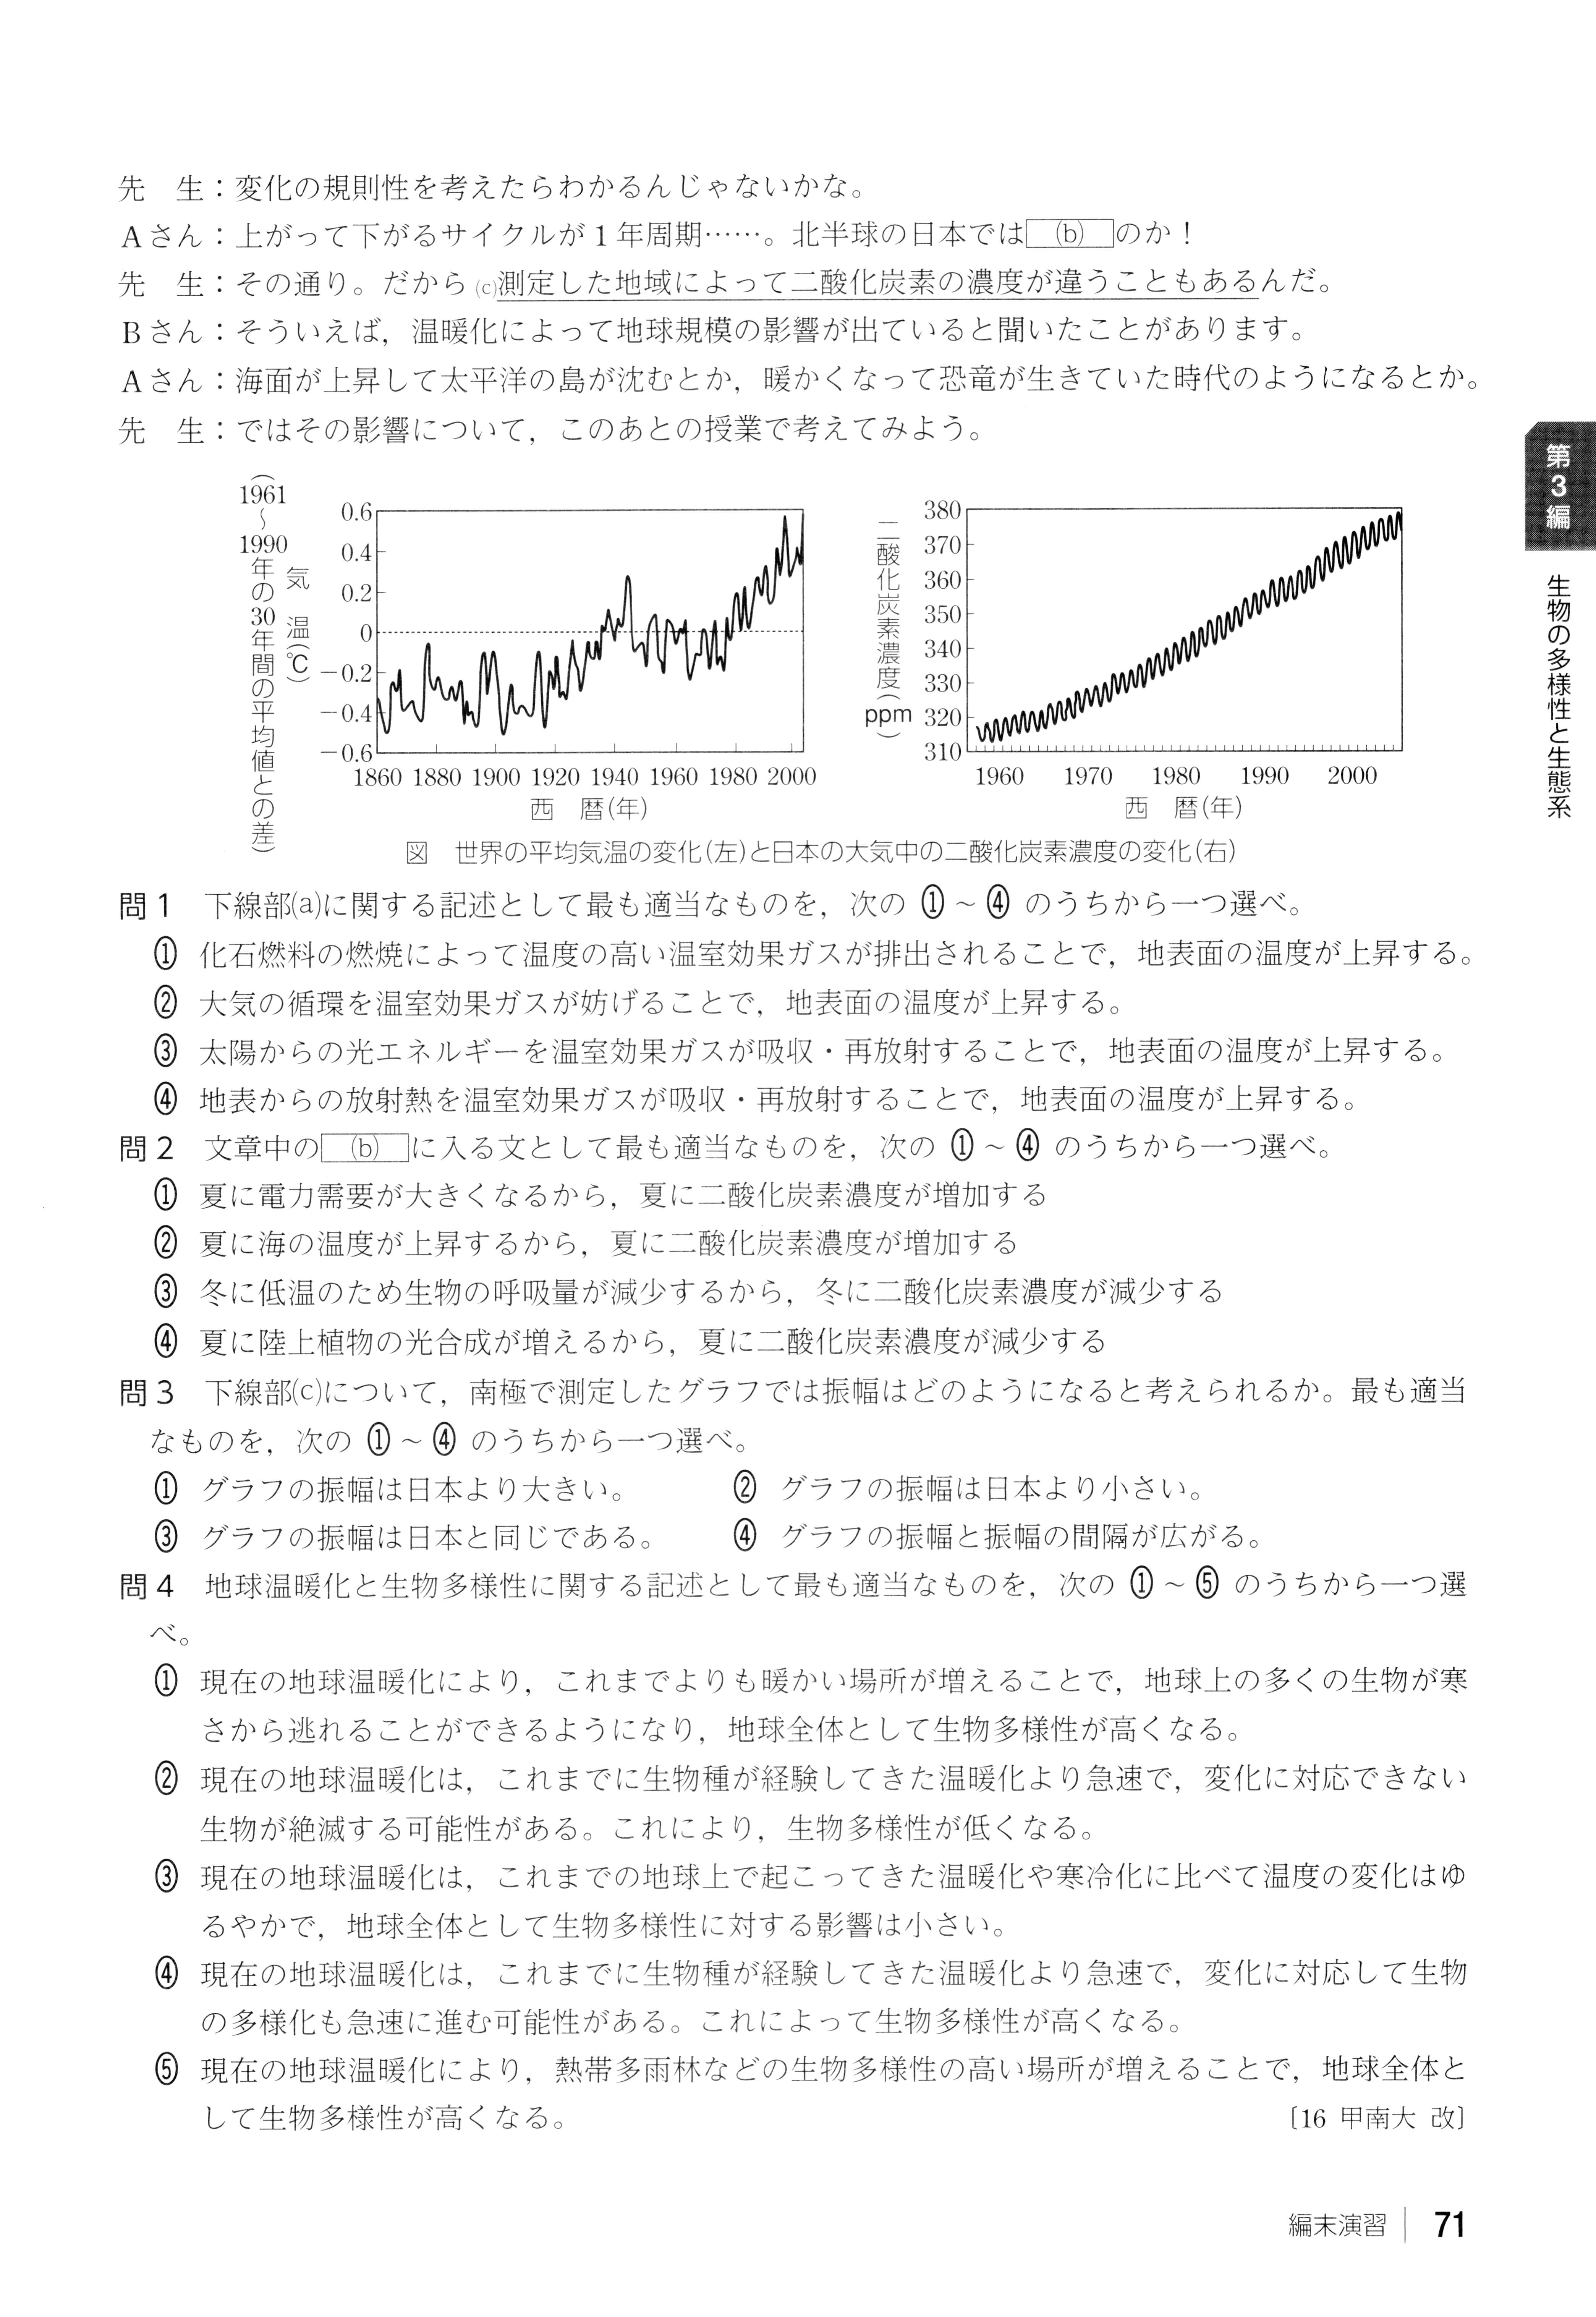 先　生：変化の規則性を考えたらわかるんじゃないかな。
Aさん：上がって下がるサイクルが1年周期……。北半球の日本では (b) のか！
先　生：その通り。だから(c)測定した地域によって二酸化炭素の濃度が違うこともあるんだ。
Bさん：そういえば，温暖化によって地球規模の影響が出ていると聞いたことがあります。
Aさん：海面が上昇して太平洋の島が沈むとか，暖かくなって恐竜が生きていた時代のようになるとか。
先　生：ではその影響について，このあとの授業で考えてみよう。
第3編　生物の多様性と生態系
気　温(℃)
(1961〜1990年の30年間の平均値との差)
0.6
0.4
0.2
0
−0.2
−0.4
−0.6
1860 1880 1900 1920 1940 1960 1980 2000
西　暦(年)
二酸化炭素濃度(ppm)
380
370
360
350
340
330
320
310
1960 1970 1980 1990 2000
西　暦(年)
図　世界の平均気温の変化(左)と日本の大気中の二酸化炭素濃度の変化(右)
問1　下線部(a)に関する記述として最も適当なものを，次の ①〜④ のうちから一つ選べ。
① 化石燃料の燃焼によって温度の高い温室効果ガスが排出されることで，地表面の温度が上昇する。
② 大気の循環を温室効果ガスが妨げることで，地表面の温度が上昇する。
③ 太陽からの光エネルギーを温室効果ガスが吸収・再放射することで，地表面の温度が上昇する。
④ 地表からの放射熱を温室効果ガスが吸収・再放射することで，地表面の温度が上昇する。
問2　文章中の (b) に入る文として最も適当なものを，次の ①〜④ のうちから一つ選べ。
① 夏に電力需要が大きくなるから，夏に二酸化炭素濃度が増加する
② 夏に海の温度が上昇するから，夏に二酸化炭素濃度が増加する
③ 冬に低温のため生物の呼吸量が減少するから，冬に二酸化炭素濃度が減少する
④ 夏に陸上植物の光合成が増えるから，夏に二酸化炭素濃度が減少する
問3　下線部(c)について，南極で測定したグラフでは振幅はどのようになると考えられるか。最も適当
なものを，次の ①〜④ のうちから一つ選べ。
① グラフの振幅は日本より大きい。　② グラフの振幅は日本より小さい。
③ グラフの振幅は日本と同じである。　④ グラフの振幅と振幅の間隔が広がる。
問4　地球温暖化と生物多様性に関する記述として最も適当なものを，次の ①〜⑤ のうちから一つ選
べ。
① 現在の地球温暖化により，これまでよりも暖かい場所が増えることで，地球上の多くの生物が寒
さから逃れることができるようになり，地球全体として生物多様性が高くなる。
② 現在の地球温暖化は，これまでに生物種が経験してきた温暖化より急速で，変化に対応できない
生物が絶滅する可能性がある。これにより，生物多様性が低くなる。
③ 現在の地球温暖化は，これまでの地球上で起こってきた温暖化や寒冷化に比べて温度の変化はゆ
るやかで，地球全体として生物多様性に対する影響は小さい。
④ 現在の地球温暖化は，これまでに生物種が経験してきた温暖化より急速で，変化に対応して生物
の多様化も急速に進む可能性がある。これによって生物多様性が高くなる。
⑤ 現在の地球温暖化により，熱帯多雨林などの生物多様性の高い場所が増えることで，地球全体と
して生物多様性が高くなる。　〔16 甲南大 改〕
編末演習　71